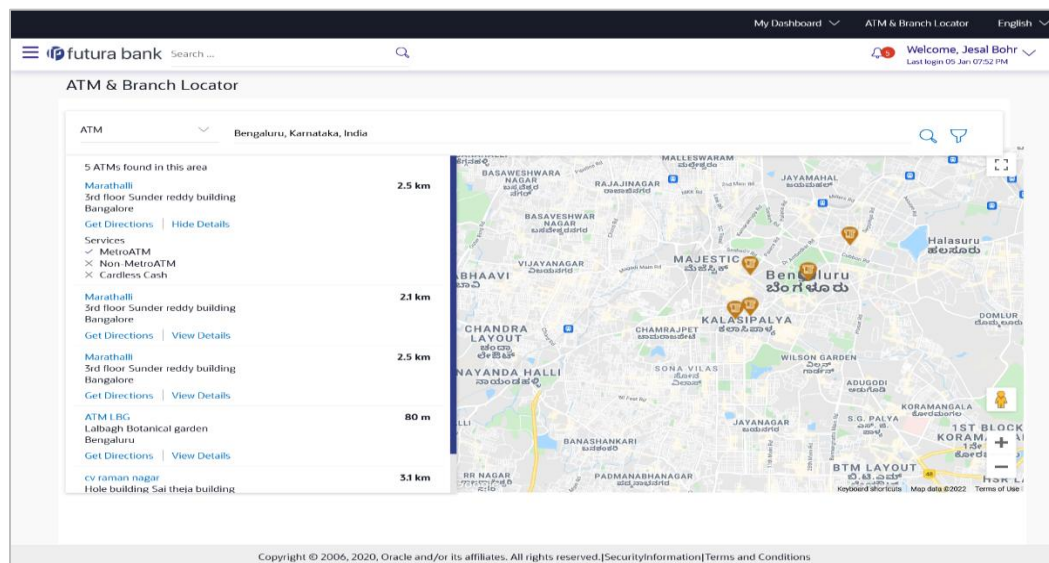 My Dashboard ATM & Branch Locator English
futura bank Search ... 5 Welcome, Jesal Bohr
Last login 05 Jan 07:52 PM
ATM & Branch Locator
ATM Bengaluru, Karnataka, India
5 ATMs found in this area
Marathalli 2.5 km
3rd floor Sunder reddy building
Bangalore
Get Directions | Hide Details
Services
MetroATM
Non-MetroATM
Cardless Cash
Marathalli 2.1 km
3rd floor Sunder reddy building
Bangalore
Get Directions | View Details
Marathalli 2.5 km
3rd floor Sunder reddy building
Bangalore
Get Directions | View Details
ATM LBG 80 m
Lalbagh Botanical garden
Bengaluru
Get Directions | View Details
cv raman nagar 3.1 km
Hole building Sai theja building
MALLESWARAM
BASAWESHWARA
NAGAR
RAJAJINAGAR
JAYAMAHAL
BASAVESHWAR
NAGAR
Halasuru
ಹಲಸೂರು
MAJESTIC
ಮೆಜೆಸ್ಟಿಕ್
VIJAYANAGAR
ವಿಜಯನಗರ
Magadi Main Rd
Bengaluru
ಬೆಂಗಳೂರು
KALASIPALYA
ಕಲಾಸಿಪಾಳ್ಯ
DOMLUR
CHANDRA
LAYOUT
CHAMRAJPET
WILSON GARDEN
SONA VILAS
NAYANDA HALLI
ADUGODI
KORAMANGALA
JAYANAGAR
S.G. PALYA
1ST BLOCK
BANASHANKARI
BTM LAYOUT
RR NAGAR
PADMANABHANAGAR
Keyboard shortcuts Map data ©2022 Terms of Use
Copyright © 2006, 2020, Oracle and/or its affiliates. All rights reserved.|SecurityInformation|Terms and Conditions